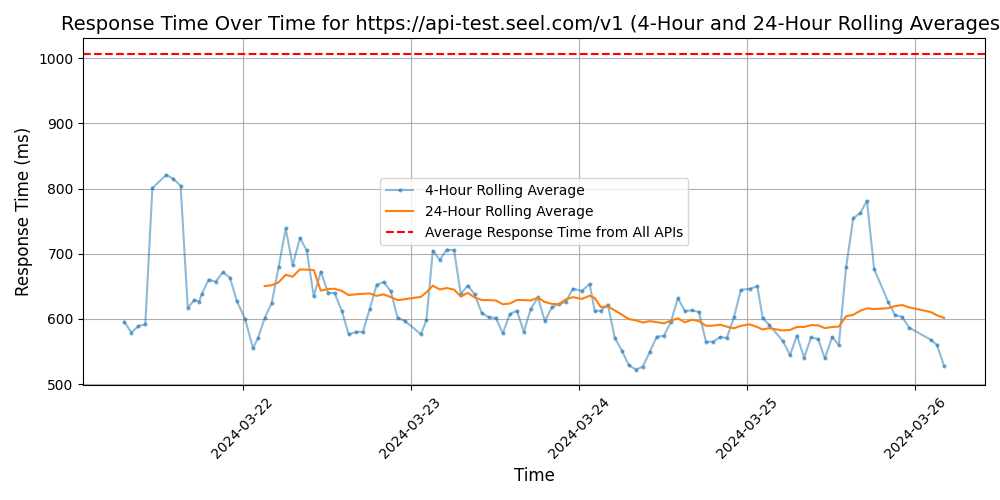 Response Time Over Time for https://api-test.seel.com/v1 (4-Hour and 24-Hour Rolling Averages
Response Time (ms)
1000
900
800
700
600
500
4-Hour Rolling Average
24-Hour Rolling Average
Average Response Time from All APIs
2024-03-22
2024-03-23
2024-03-24
2024-03-25
2024-03-26
Time